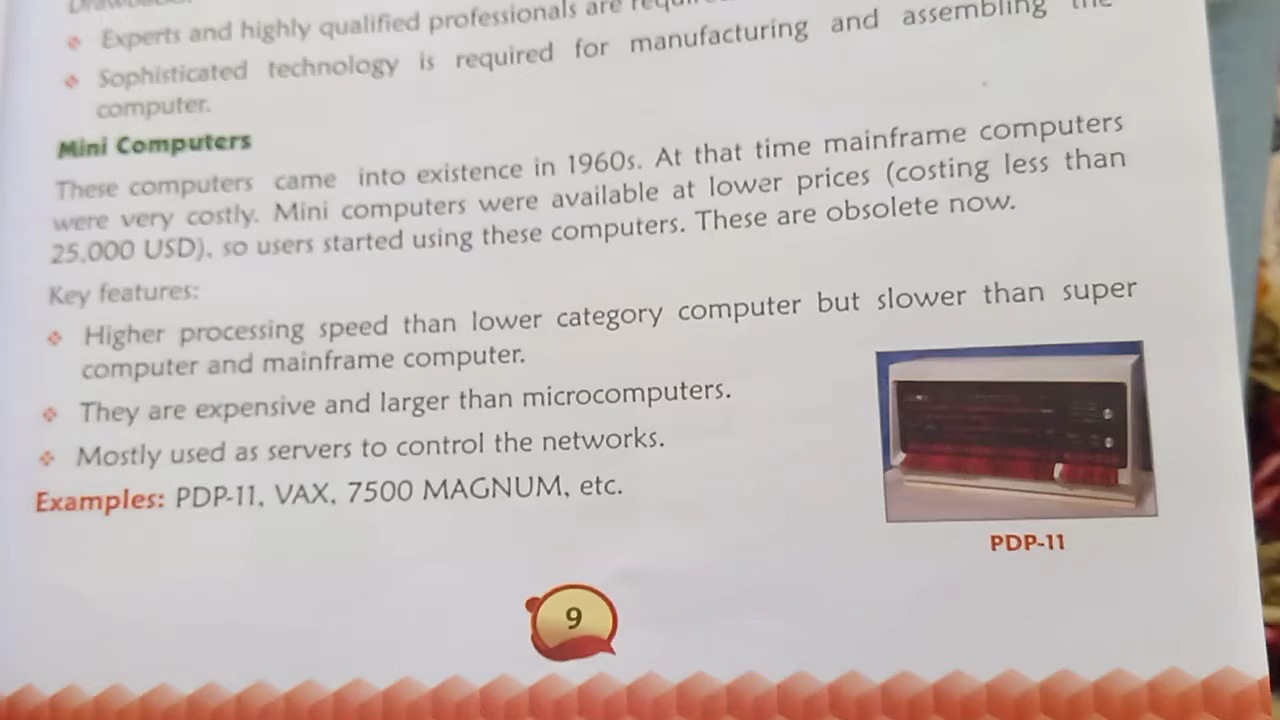 Drawbacks:
Experts and highly qualified professionals are
Sophisticated technology is required for manufacturing and assembling the
computer.
Mini Computers
These computers came into existence in 1960s. At that time mainframe computers
were very costly. Mini computers were available at lower prices (costing less than
25,000 USD), so users started using these computers. These are obsolete now.
Key features:
Higher processing speed than lower category computer but slower than super
computer and mainframe computer.
They are expensive and larger than microcomputers.
Mostly used as servers to control the networks.
Examples: PDP-11, VAX, 7500 MAGNUM, etc.
PDP-11
9